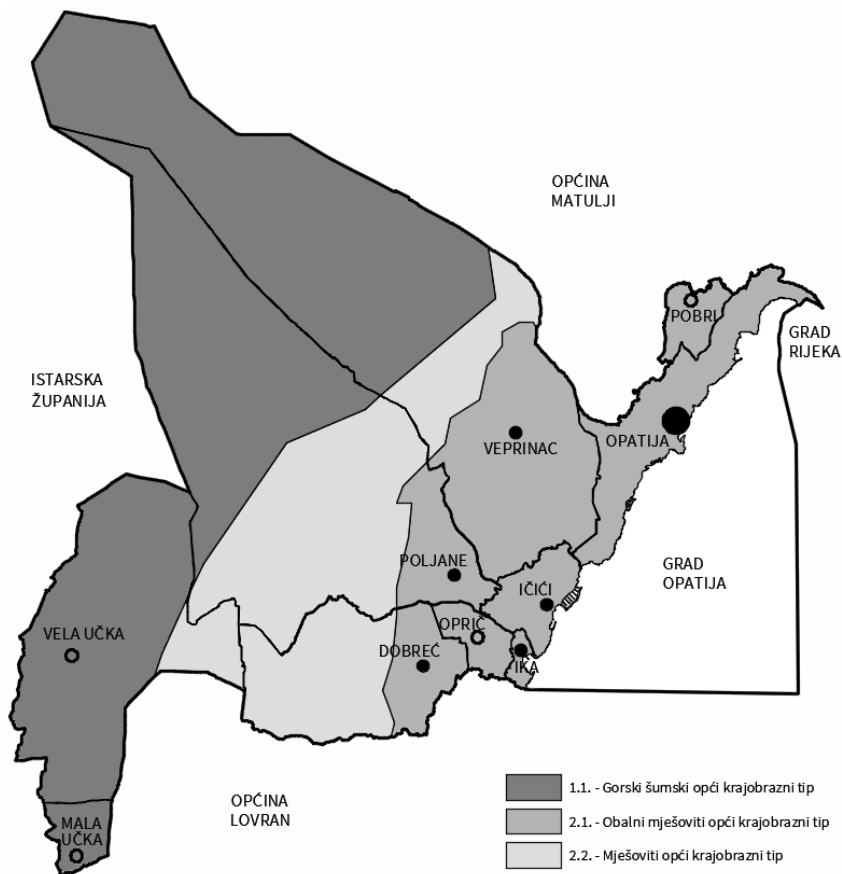 OPĆINA
MATULJI
POBRI
GRAD
RIJEKA
ISTARSKA
ŽUPANIJA
OPATIJA
VEPRINAC
POLJANE
GRAD
OPATIJA
IČIĆI
OPRIČ
VELA UČKA
DOBREĆ
IKA
OPĆINA
LOVRAN
MALA
UČKA
1.1. - Gorski šumski opći krajobrazni tip
2.1. - Obalni mješoviti opći krajobrazni tip
2.2. - Mješoviti opći krajobrazni tip